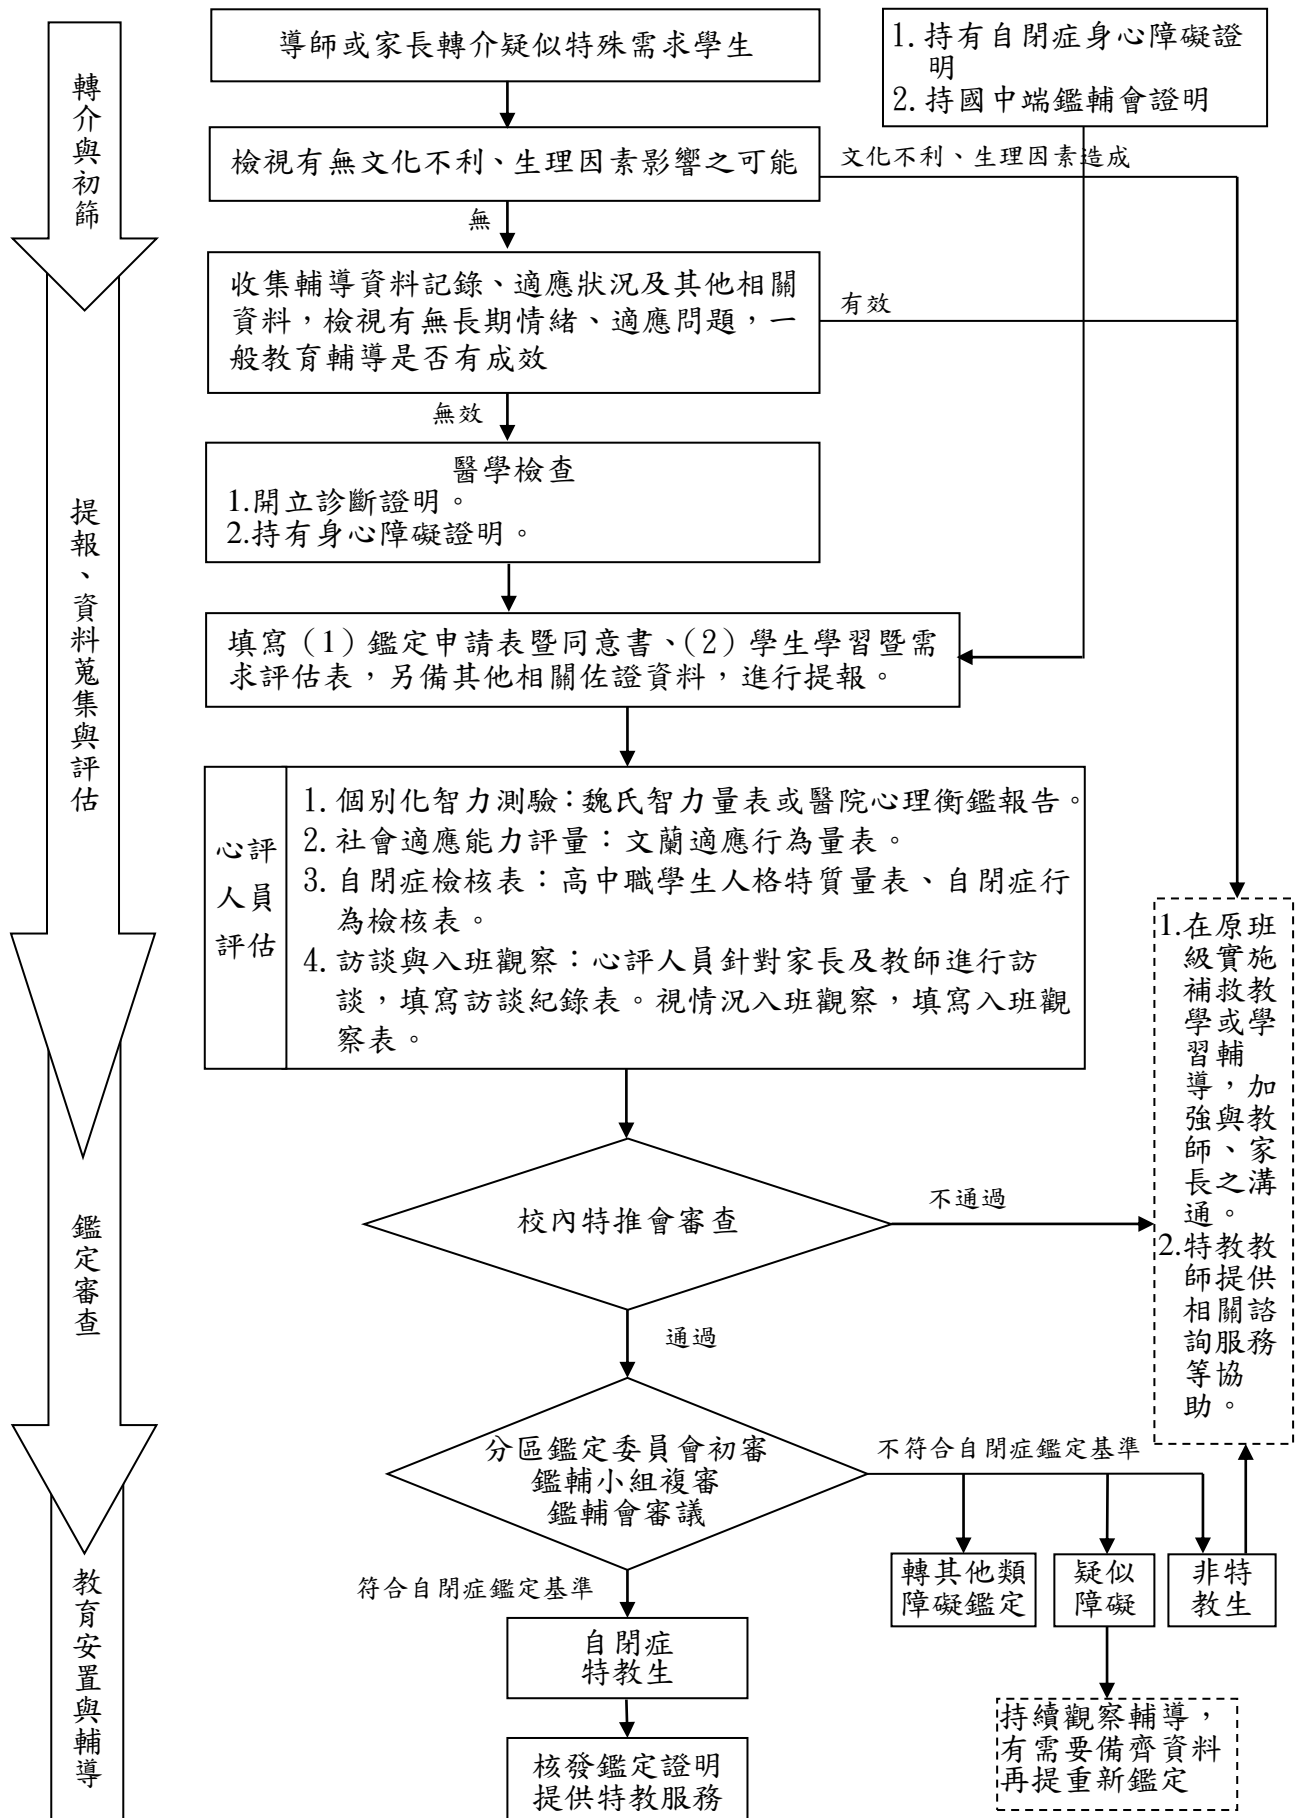 導師或家長轉介疑似特殊需求學生
1. 持有自閉症身心障礙證
明
2. 持國中端鑑輔會證明
轉介與初篩
檢視有無文化不利、生理因素影響之可能
文化不利、生理因素造成
無
收集輔導資料記錄、適應狀況及其他相關
資料，檢視有無長期情緒、適應問題，一
般教育輔導是否有成效
有效
無效
醫學檢查
1.開立診斷證明。
2.持有身心障礙證明。
提報、資料蒐集與評估
填寫（1）鑑定申請表暨同意書、（2）學生學習暨需
求評估表，另備其他相關佐證資料，進行提報。
心評
人員
評估
1. 個別化智力測驗：魏氏智力量表或醫院心理衡鑑報告。
2. 社會適應能力評量：文蘭適應行為量表。
3. 自閉症檢核表：高中職學生人格特質量表、自閉症行
為檢核表。
4. 訪談與入班觀察：心評人員針對家長及教師進行訪
談，填寫訪談紀錄表。視情況入班觀察，填寫入班觀
察表。
1.在原班
級實施
補救教
學或學
習輔
導，加
強與教
師、家
長之溝
通。
2.特教教
師提供
相關諮
詢服務
等協
助。
鑑定審查
校內特推會審查
不通過
通過
分區鑑定委員會初審
鑑輔小組複審
鑑輔會審議
不符合自閉症鑑定基準
符合自閉症鑑定基準
轉其他類
障礙鑑定
疑似
障礙
非特
教生
教育安置與輔導
自閉症
特教生
持續觀察輔導，
有需要備齊資料
再提重新鑑定
核發鑑定證明
提供特教服務